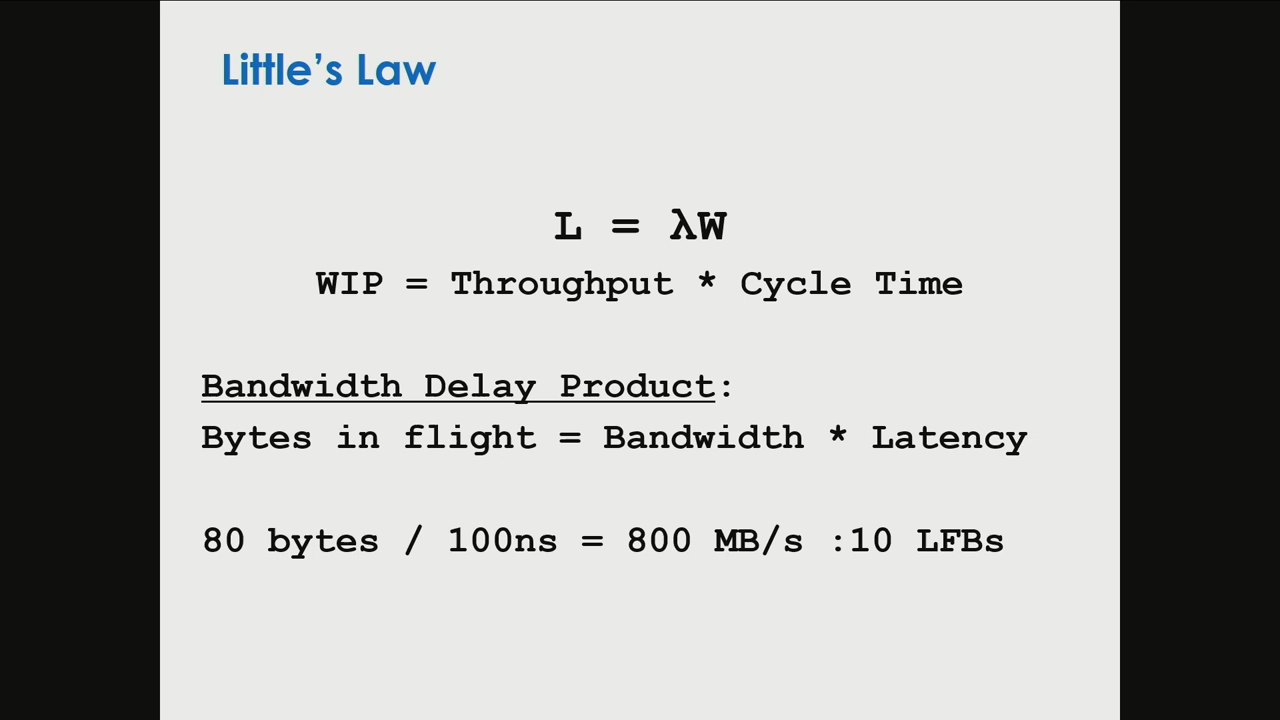 Little’s Law
L = λW
WIP = Throughput * Cycle Time
Bandwidth Delay Product:
Bytes in flight = Bandwidth * Latency
80 bytes / 100ns = 800 MB/s :10 LFBs